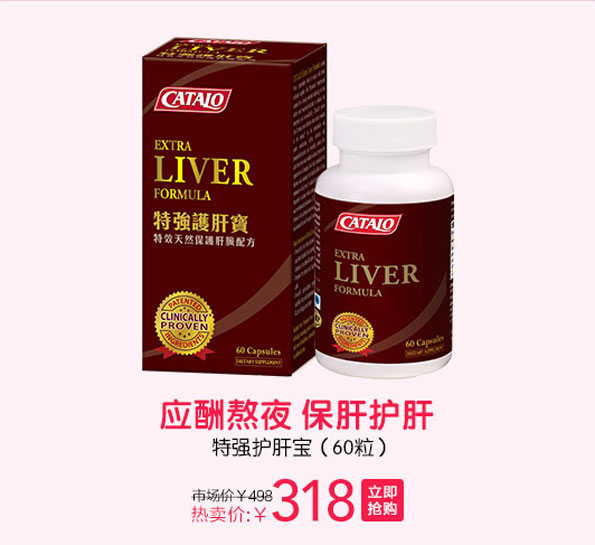 CATALO
EXTRA
LIVER
FORMULA
特強護肝寶
特效天然保護肝臟配方
PATENTED
CLINICALLY
PROVEN
INGREDIENTS
60 Capsules
DIETARY SUPPLEMENT
CATALO
EXTRA
LIVER
FORMULA
CLINICALLY
PROVEN
60 Capsules
DIETARY SUPPLEMENT
应酬熬夜 保肝护肝
特强护肝宝（60粒）
市场价￥498
热卖价:￥318
立即
抢购